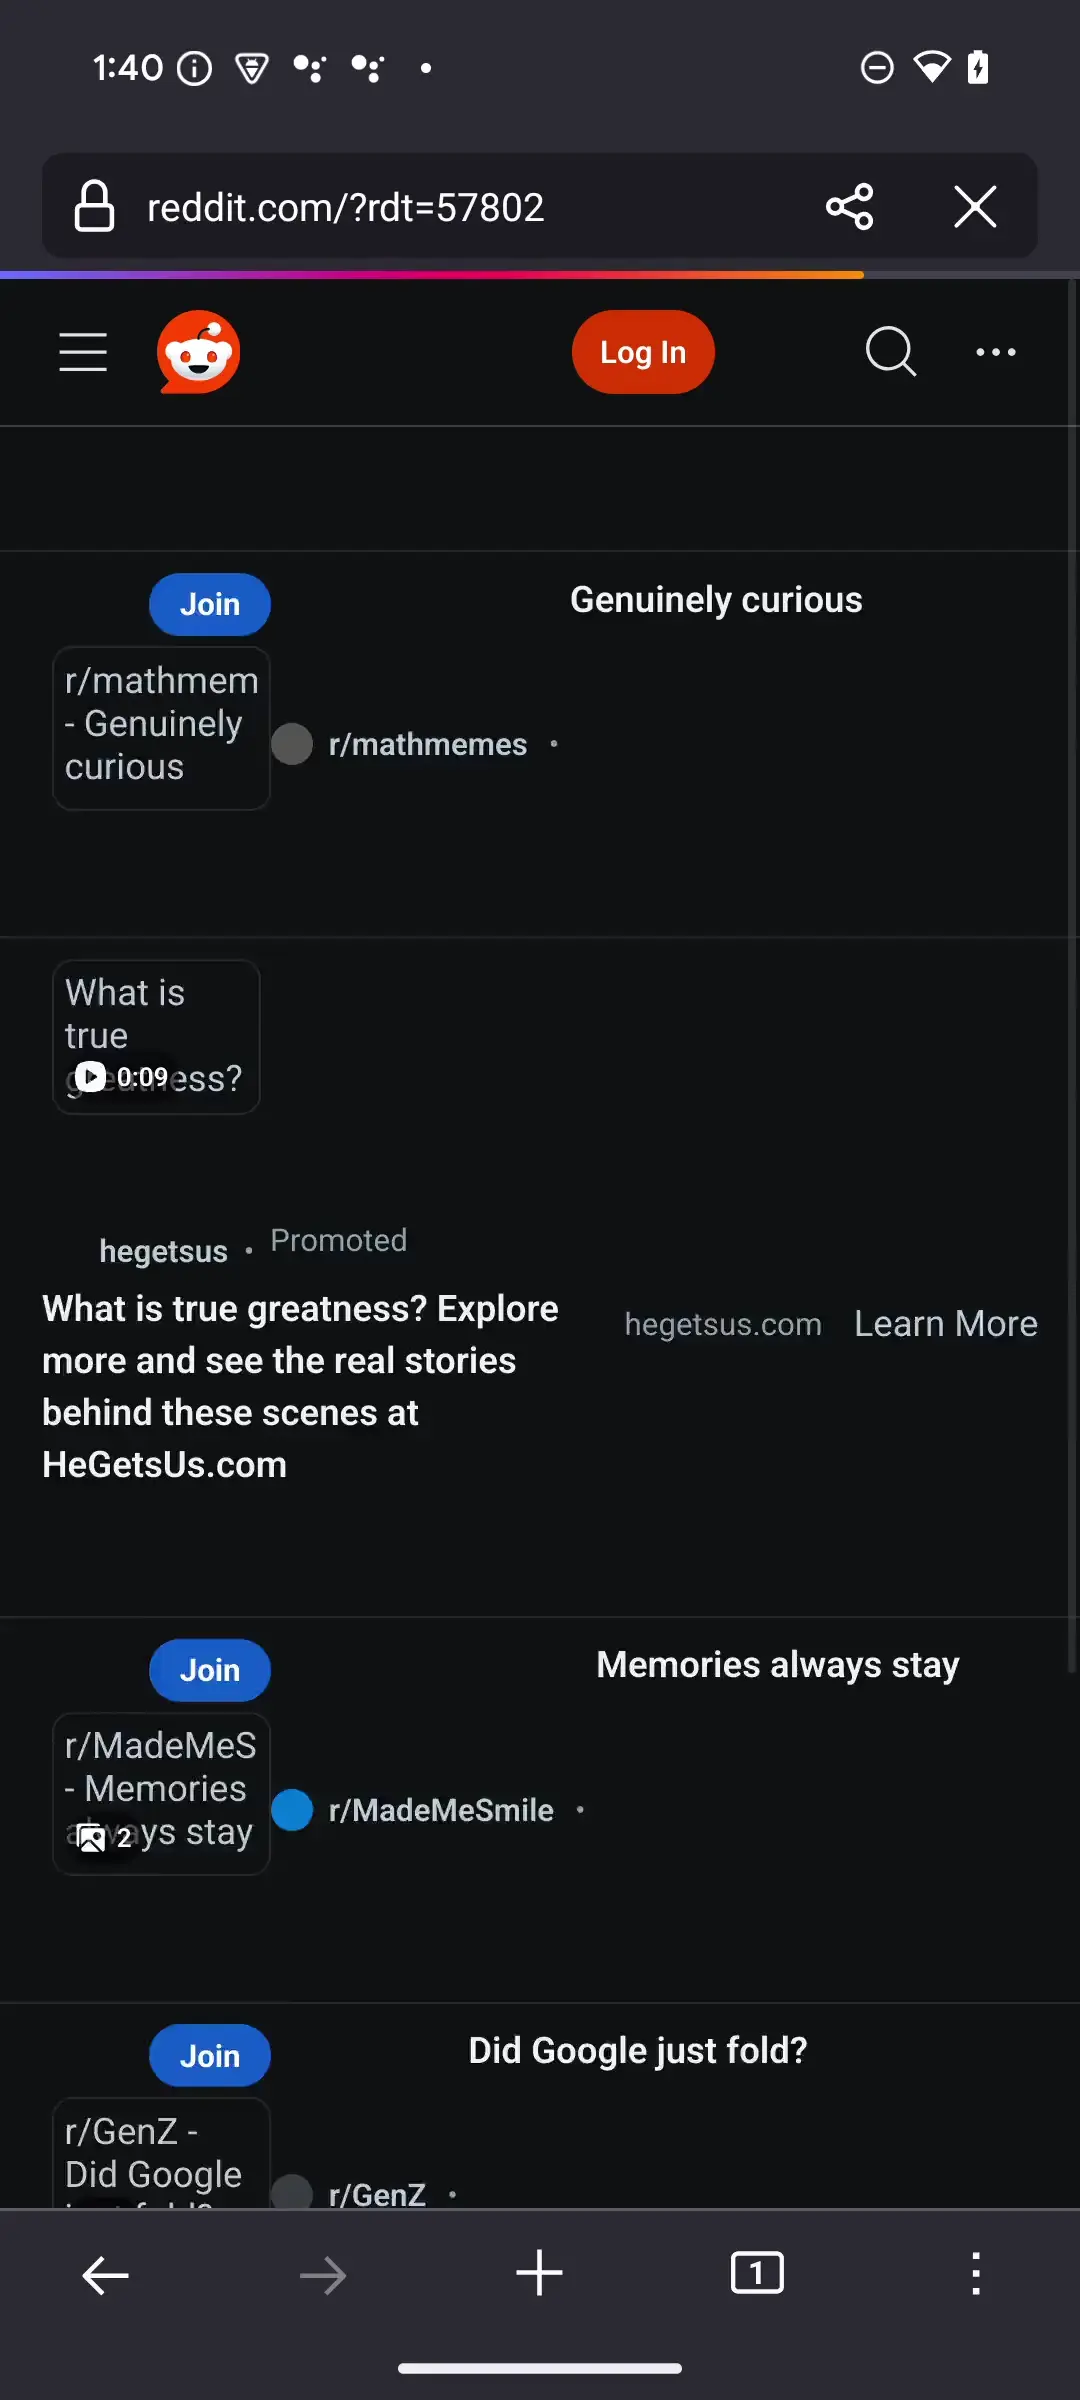 1:40
reddit.com/?rdt=57802
Log In
Join
Genuinely curious
r/mathmem
- Genuinely
curious
r/mathmemes •
What is
true
0:09 ess?
hegetsus • Promoted
What is true greatness? Explore
more and see the real stories
behind these scenes at
HeGetsUs.com
hegetsus.com Learn More
Join
Memories always stay
r/MadeMeS
- Memories
2 ys stay
r/MadeMeSmile •
Join
Did Google just fold?
r/GenZ -
Did Google
r/GenZ •
1